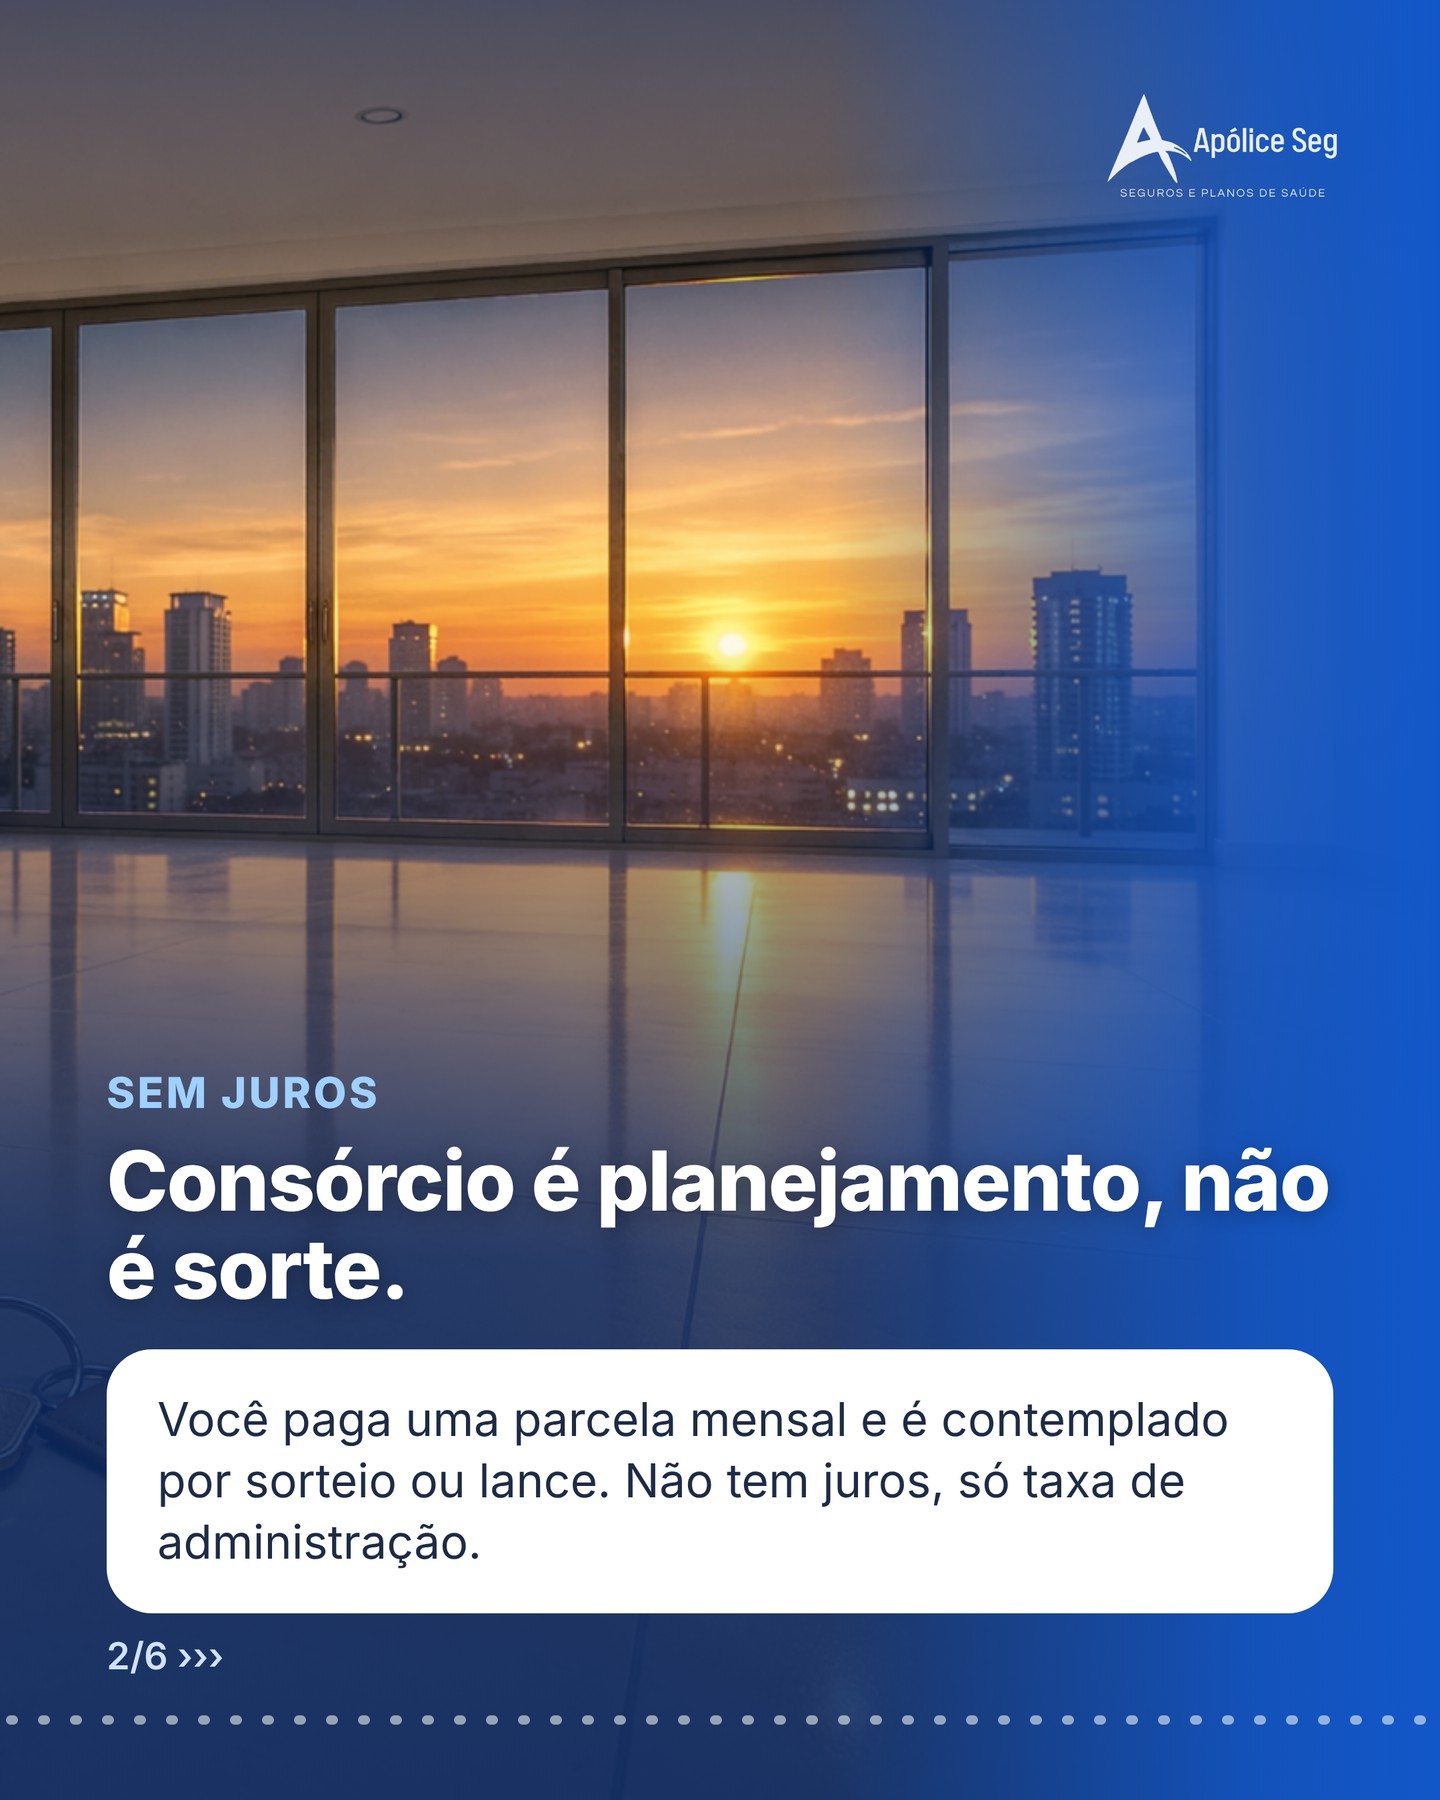 Apólice Seg
SEGUROS E PLANOS DE SAÚDE
SEM JUROS
Consórcio é planejamento, não
é sorte.
Você paga uma parcela mensal e é contemplado
por sorteio ou lance. Não tem juros, só taxa de
administração.
2/6 ›››